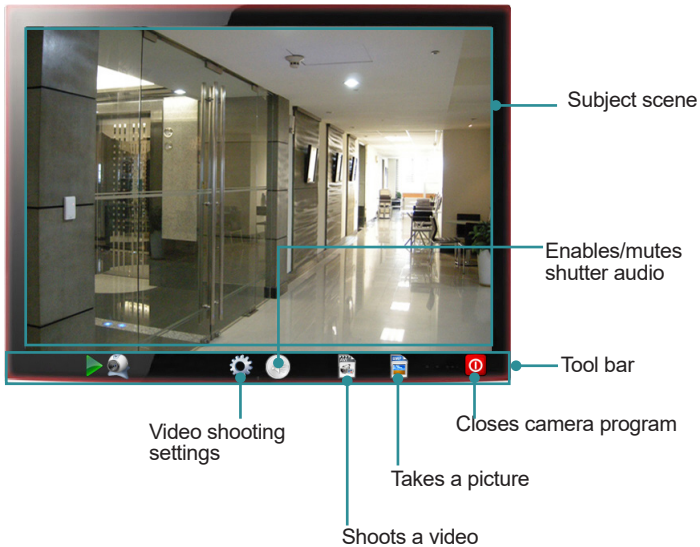 Subject scene
Enables/mutes
shutter audio
Tool bar
Closes camera program
Video shooting
settings
Takes a picture
Shoots a video